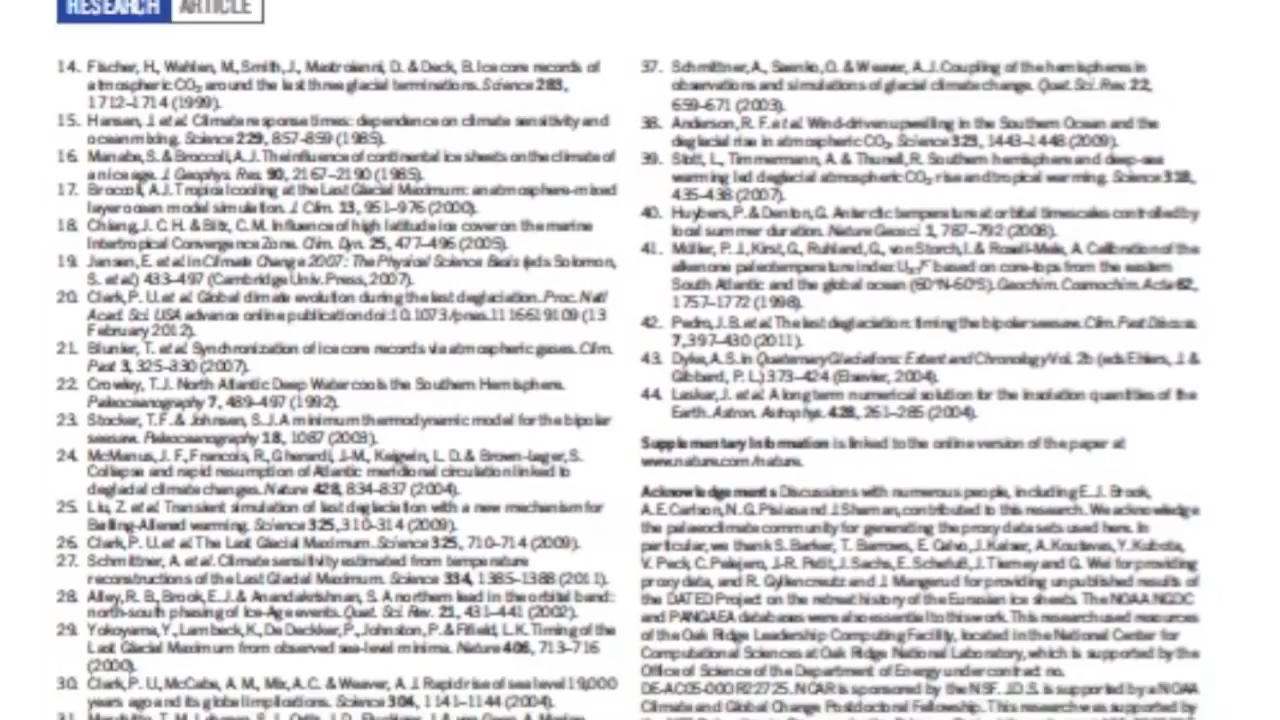 RESEARCH ARTICLE
14. Fischer, H., Wahlen, M., Smith, J., Mastroianni, D. & Deck, B. Ice core records of
atmospheric CO₂ around the last three glacial terminations. Science 283,
1712–1714 (1999).
15. Hansen, J. et al. Climate response times: dependence on climate sensitivity and
ocean mixing. Science 229, 857–859 (1985).
16. Manabe, S. & Broccoli, A. J. The influence of continental ice sheets on the climate of
an ice age. J. Geophys. Res. 90, 2167–2190 (1985).
17. Broccoli, A. J. Tropical cooling at the Last Glacial Maximum: an atmosphere-mixed
layer ocean model simulation. J. Clim. 13, 951–976 (2000).
18. Chiang, J. C. H. & Bitz, C. M. Influence of high latitude ice cover on the marine
Intertropical Convergence Zone. Clim. Dyn. 25, 477–496 (2005).
19. Jansen, E. et al. in Climate Change 2007: The Physical Science Basis (eds Solomon,
S. et al.) 433–497 (Cambridge Univ. Press, 2007).
20. Clark, P. U. et al. Global climate evolution during the last deglaciation. Proc. Natl
Acad. Sci. USA advance online publication doi:10.1073/pnas.1116619109 (13
February 2012).
21. Blunier, T. et al. Synchronization of ice core records via atmospheric gases. Clim.
Past 3, 325–330 (2007).
22. Crowley, T. J. North Atlantic Deep Water cools the Southern Hemisphere.
Paleoceanography 7, 489–497 (1992).
23. Stocker, T. F. & Johnsen, S. J. A minimum thermodynamic model for the bipolar
seesaw. Paleoceanography 18, 1087 (2003).
24. McManus, J. F., Francois, R., Gherardi, J.-M., Keigwin, L. D. & Brown-Leger, S.
Collapse and rapid resumption of Atlantic meridional circulation linked to
deglacial climate changes. Nature 428, 834–837 (2004).
25. Liu, Z. et al. Transient simulation of last deglaciation with a new mechanism for
Bølling-Allerød warming. Science 325, 310–314 (2009).
26. Clark, P. U. et al. The Last Glacial Maximum. Science 325, 710–714 (2009).
27. Schmittner, A. et al. Climate sensitivity estimated from temperature
reconstructions of the Last Glacial Maximum. Science 334, 1385–1388 (2011).
28. Alley, R. B., Brook, E. J. & Anandakrishnan, S. A northern lead in the orbital band:
north-south phasing of Ice-Age events. Quat. Sci. Rev. 21, 431–441 (2002).
29. Yokoyama, Y., Lambeck, K., De Deckker, P., Johnston, P. & Fifield, L. K. Timing of the
Last Glacial Maximum from observed sea-level minima. Nature 406, 713–716
(2000).
30. Clark, P. U., McCabe, A. M., Mix, A. C. & Weaver, A. J. Rapid rise of sea level 19,000
years ago and its global implications. Science 304, 1141–1144 (2004).
37. Schmittner, A., Saenko, O. & Weaver, A. J. Coupling of the hemispheres in
observations and simulations of glacial climate change. Quat. Sci. Rev. 22,
659–671 (2003).
38. Anderson, R. F. et al. Wind-driven upwelling in the Southern Ocean and the
deglacial rise in atmospheric CO₂. Science 323, 1443–1448 (2009).
39. Stott, L., Timmermann, A. & Thunell, R. Southern hemisphere and deep-sea
warming led deglacial atmospheric CO₂ rise and tropical warming. Science 318,
435–438 (2007).
40. Huybers, P. & Denton, G. Antarctic temperature at orbital timescales controlled by
local summer duration. Nature Geosci. 1, 787–792 (2008).
41. Müller, P. J., Kirst, G., Ruhland, G., von Storch, I. & Rosell-Melé, A. Calibration of the
alkenone paleotemperature index based on core-tops from the eastern
South Atlantic and the global ocean (60°N-60°S). Geochim. Cosmochim. Acta 62,
1757–1772 (1998).
42. Pedro, J. B. et al. The last deglaciation: timing the bipolar seesaw. Clim. Past Discuss.
7, 397–430 (2011).
43. Dyke, A. S. in Quaternary Glaciations: Extent and Chronology Vol. 2b (eds Ehlers, J. &
Gibbard, P. L.) 373–424 (Elsevier, 2004).
44. Laskar, J. et al. A long term numerical solution for the insolation quantities of the
Earth. Astron. Astrophys. 428, 261–285 (2004).
Supplementary Information is linked to the online version of the paper at
www.nature.com/nature.
Acknowledgements Discussions with numerous people, including E. J. Brook,
A. E. Carlson, N. G. Pisias and J. Shaman, contributed to this research. We acknowledge
the palaeoclimate community for generating the proxy data sets used here. In
particular, we thank S. Barker, T. Barrows, E. Calvo, J. Kaiser, A. Koutavas, Y. Kubota,
V. Peck, C. Pelejero, J.-R. Petit, J. Sachs, E. Schefuß, J. Tierney and G. Wei for providing
proxy data, and R. Gyllencreutz and J. Mangerud for providing unpublished results of
the DATED Project on the retreat history of the Eurasian ice sheets. The NOAA NGDC
and PANGAEA databases were also essential to this work. This research used resources
of the Oak Ridge Leadership Computing Facility, located in the National Center for
Computational Sciences at Oak Ridge National Laboratory, which is supported by the
Office of Science of the Department of Energy under contract no.
DE-AC05-00OR22725. NCAR is sponsored by the NSF. J.D.S. is supported by a NOAA
Climate and Global Change Postdoctoral Fellowship. This research was supported by